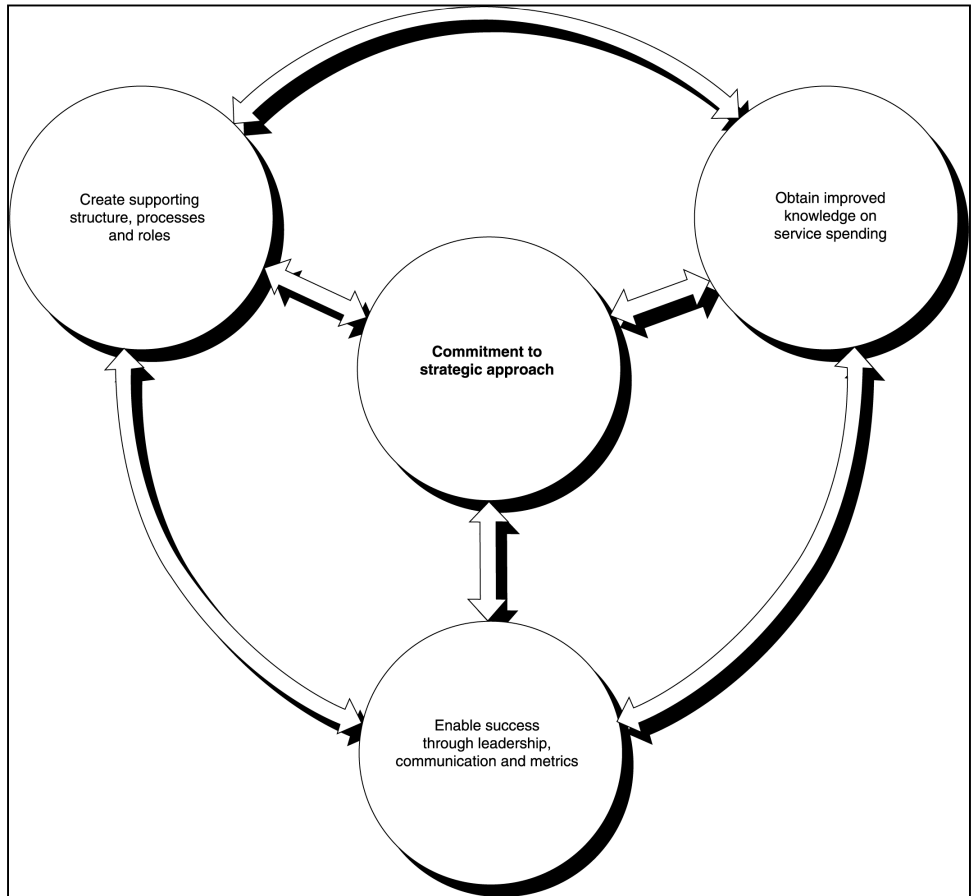 Create supporting
structure, processes
and roles
Obtain improved
knowledge on
service spending
Commitment to
strategic approach
Enable success
through leadership,
communication and metrics